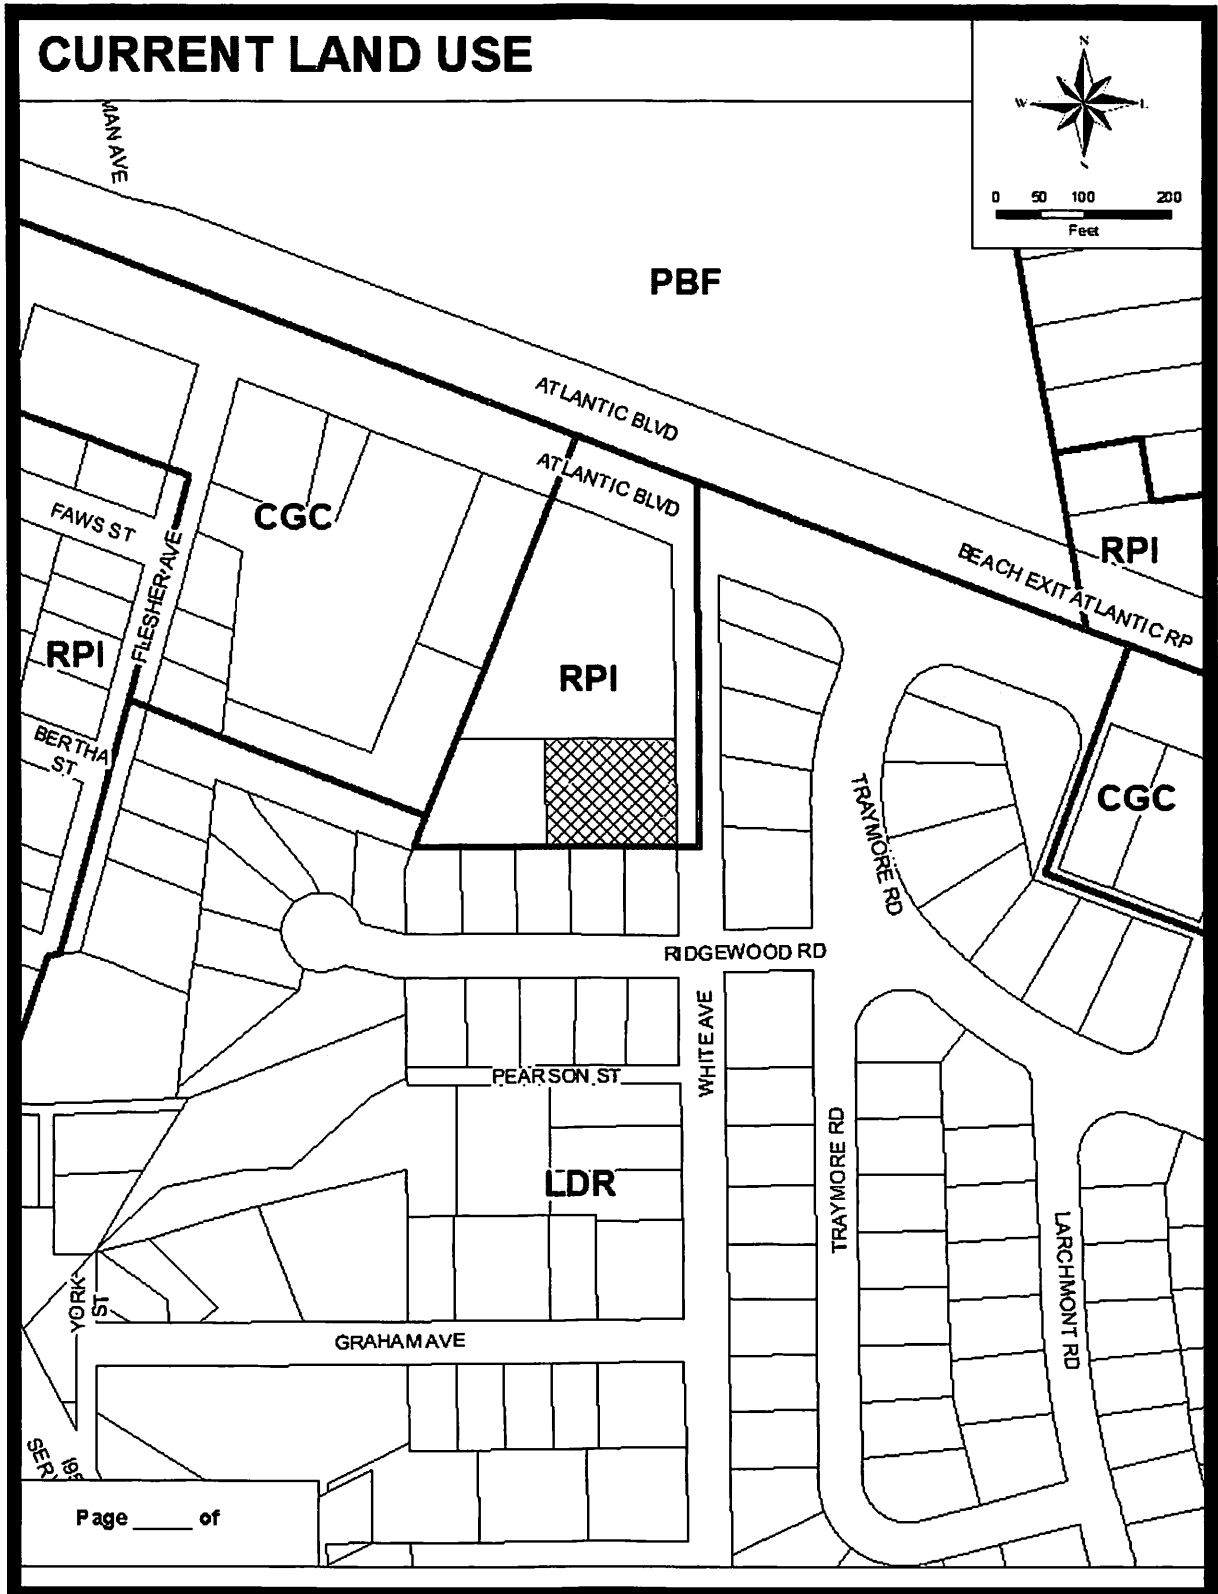 CURRENT LAND USE
N
W
0 50 100 200
Feet
MAN AVE
PBF
ATLANTIC BLVD
ATLANTIC BLVD
CGC
FAWS ST
FLESHER AVE
RPI
BEACH EXIT ATLANTIC RP
RPI
RPI
BERTHA
ST
CGC
TRAYMORE RD
RIDGEWOOD RD
WHITE AVE
PEARSON ST
LDR
TRAYMORE RD
LARCHMONT RD
YORK
ST
GRAHAM AVE
SER
Page _____ of